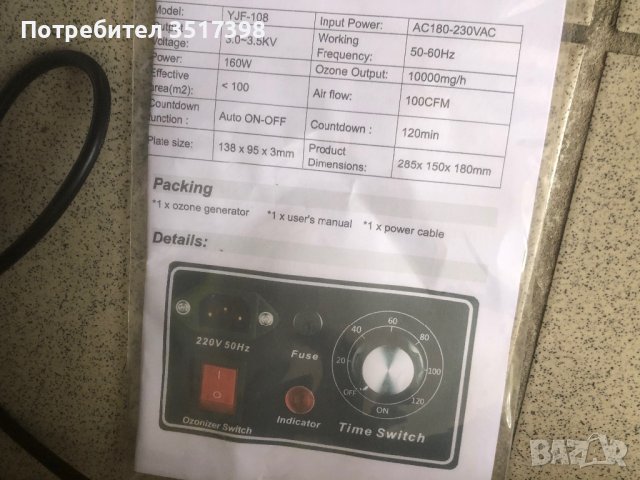 Потребител 3517398
Model: YJF-108 Input Power: AC180-230VAC
Voltage: 3.0~3.5KV Working Frequency: 50-60Hz
Power: 160W Ozone Output: 10000mg/h
Effective area(m2): < 100 Air flow: 100CFM
Countdown function : Auto ON-OFF Countdown : 120min
Plate size: 138 x 95 x 3mm Product Dimensions: 285x 150x 180mm
Packing
*1 x ozone generator *1 x user's manual *1 x power cable
Details:
220V 50Hz
Fuse
Ozonizer Switch
Indicator
OFF 20 40 60 80 100 120 ON
Time Switch
BAZAR